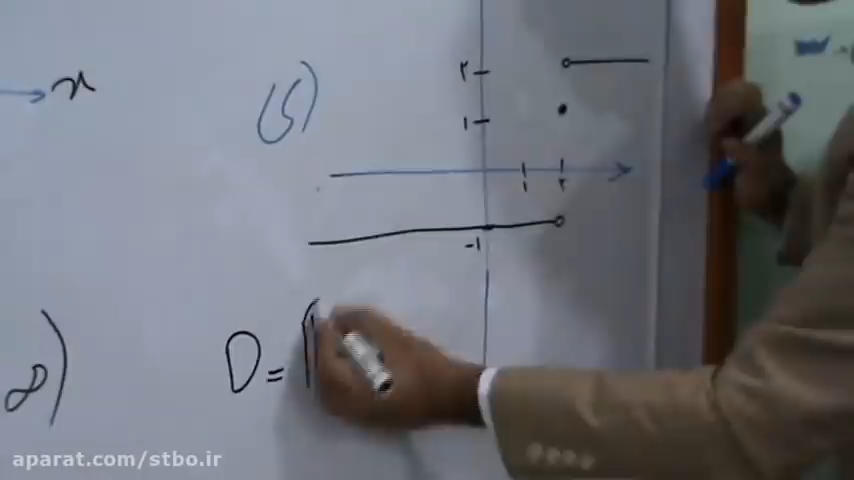 x
ی)
۲
۱
۱ ۲
-۱
∞)
D = (
aparat.com/stbo.ir